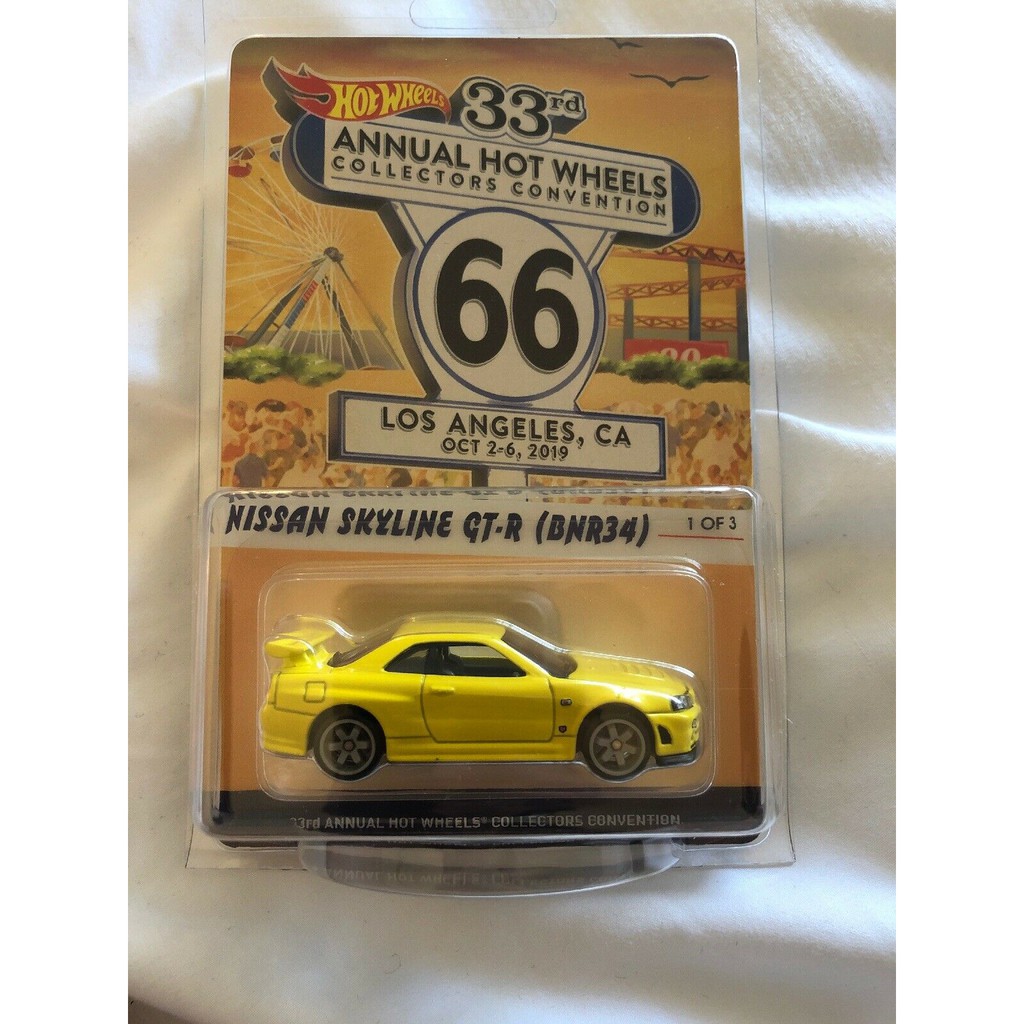 HOT WHEELS
33rd
ANNUAL HOT WHEELS
COLLECTORS CONVENTION
66
LOS ANGELES, CA
OCT 2-6, 2019
NISSAN SKYLINE GT-R (BNR34)
1 OF 3
33rd ANNUAL HOT WHEELS® COLLECTORS CONVENTION